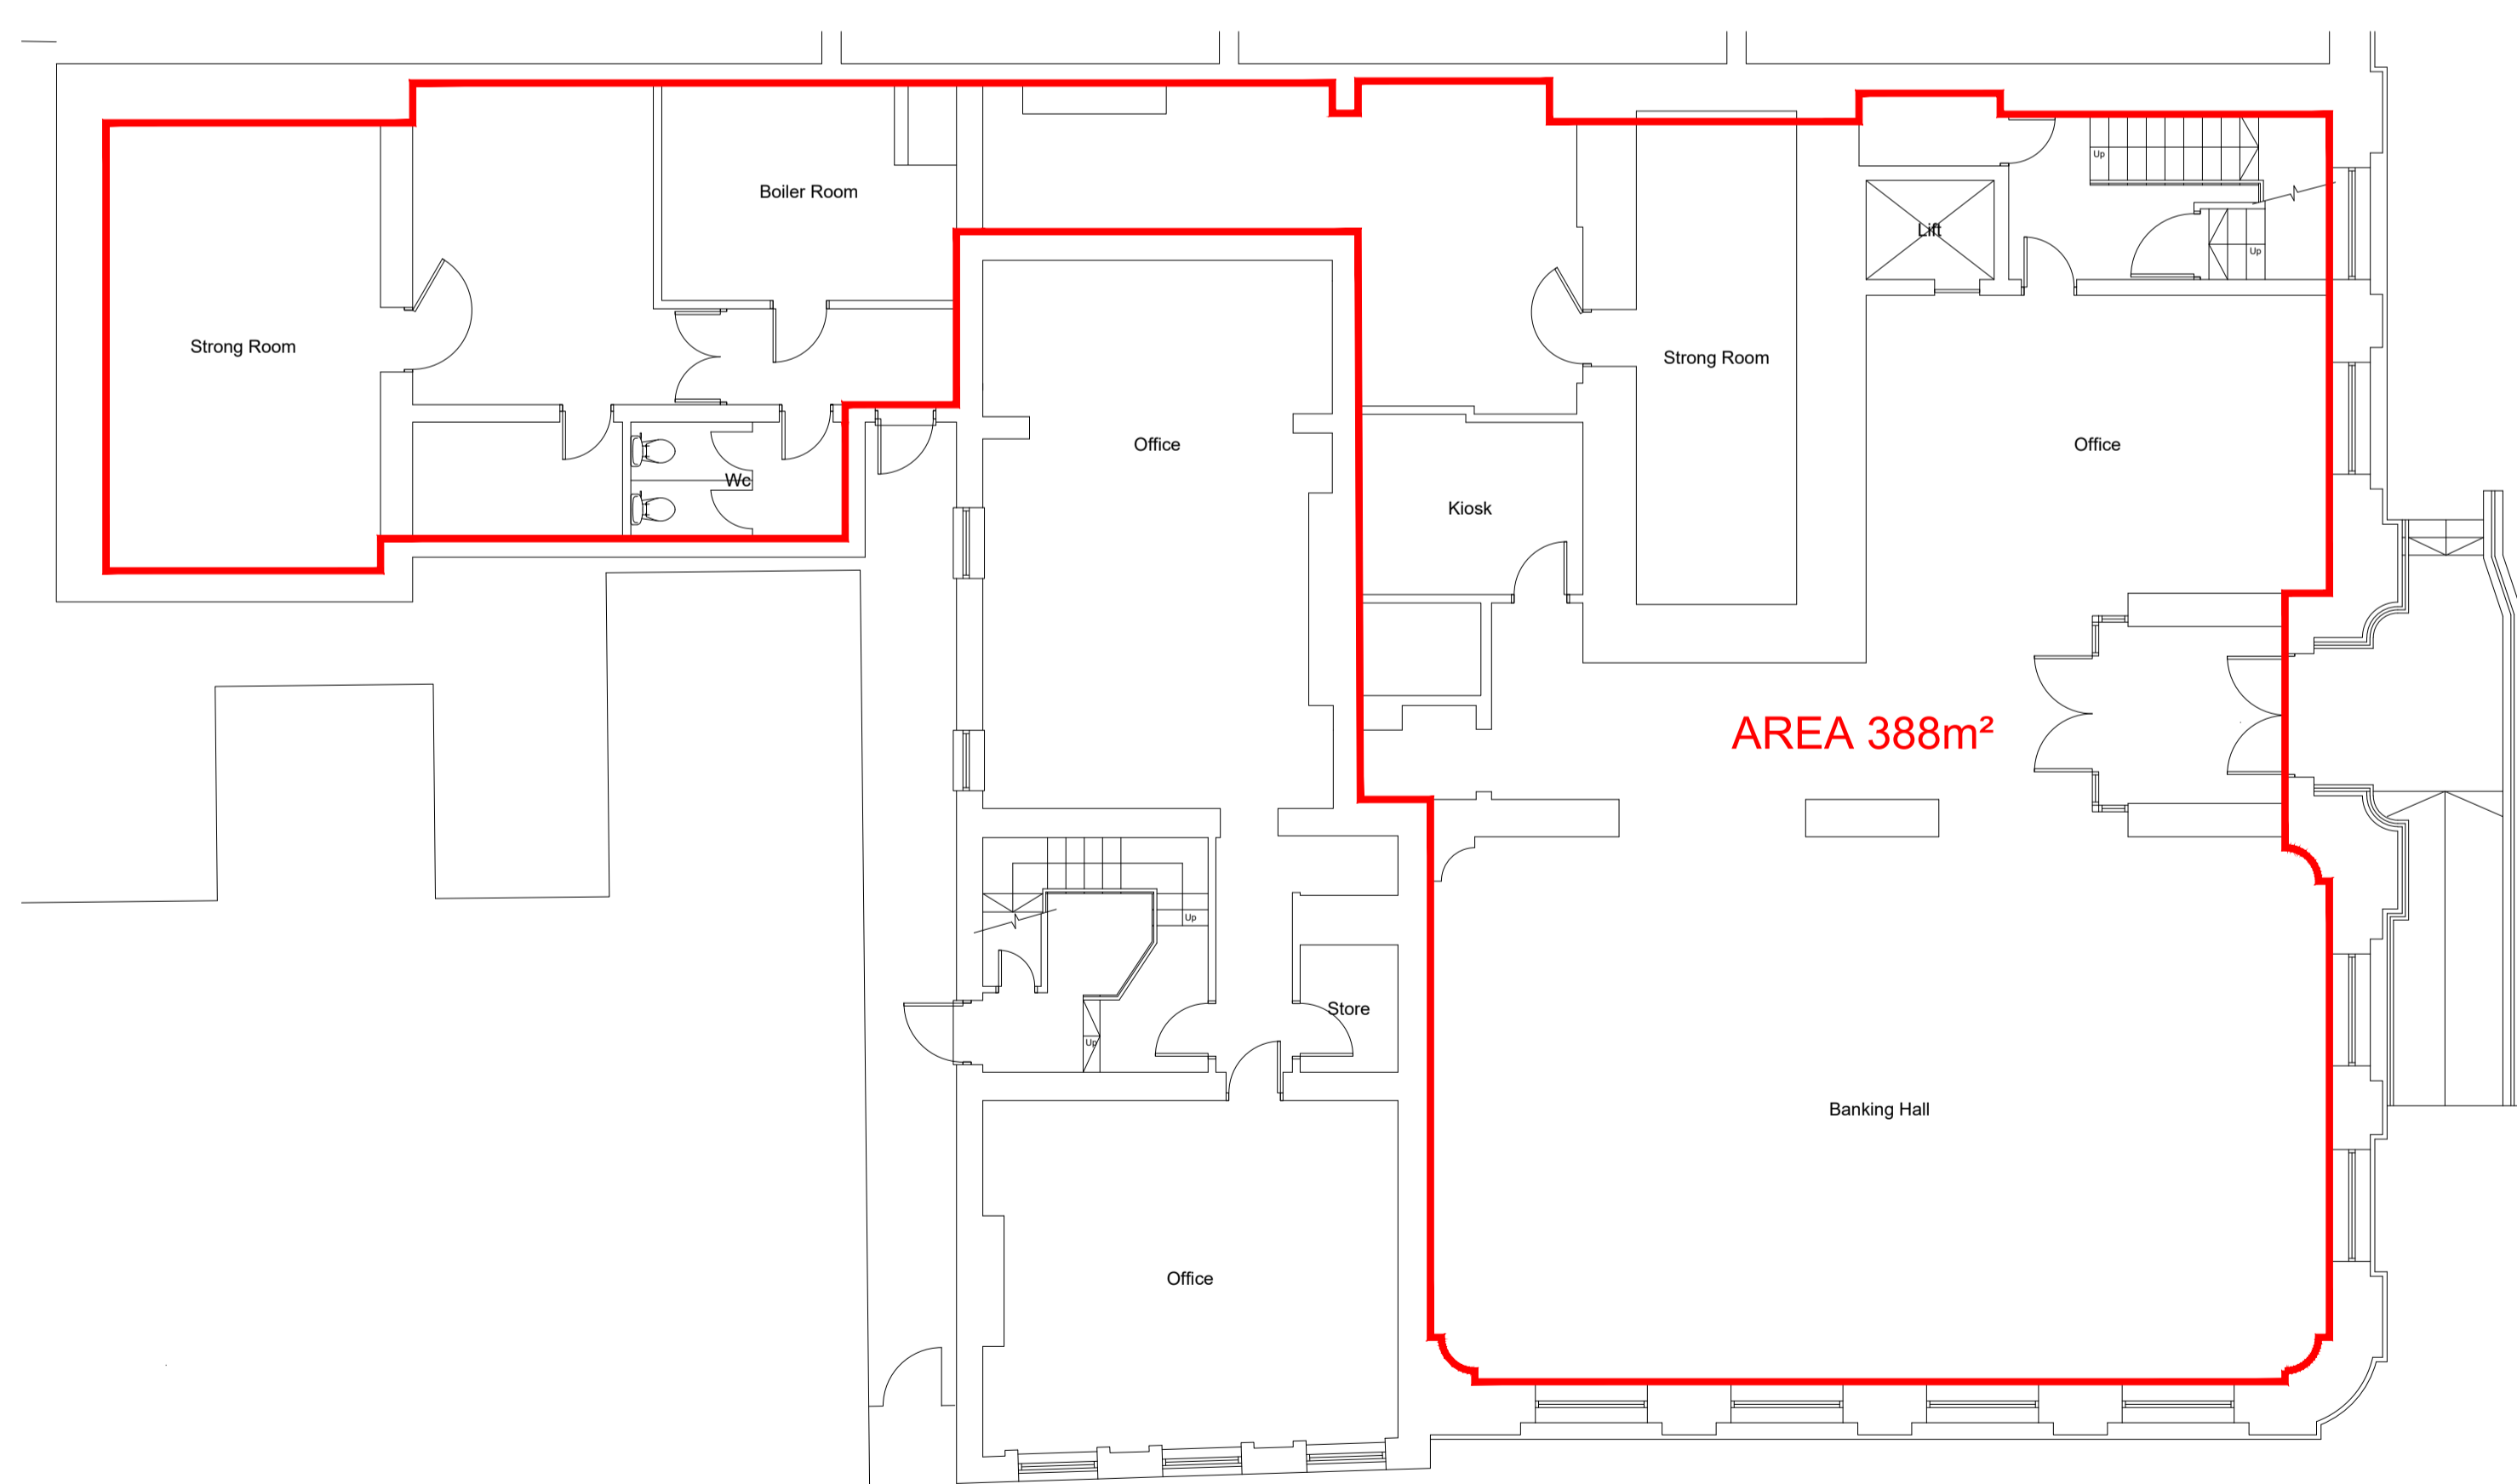 Up
Boiler Room
Lift
Up
Strong Room
Strong Room
Office
Office
Wc
Kiosk
AREA 388m²
Up
Store
Up
Banking Hall
Office